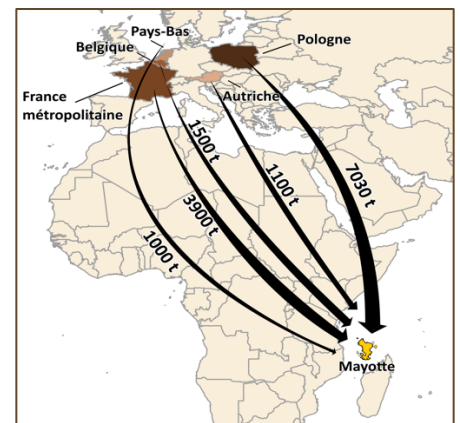 Pays-Bas
Belgique
Pologne
France
métropolitaine
Autriche
1500 t
1100 t
7030 t
3900 t
1000 t
Mayotte